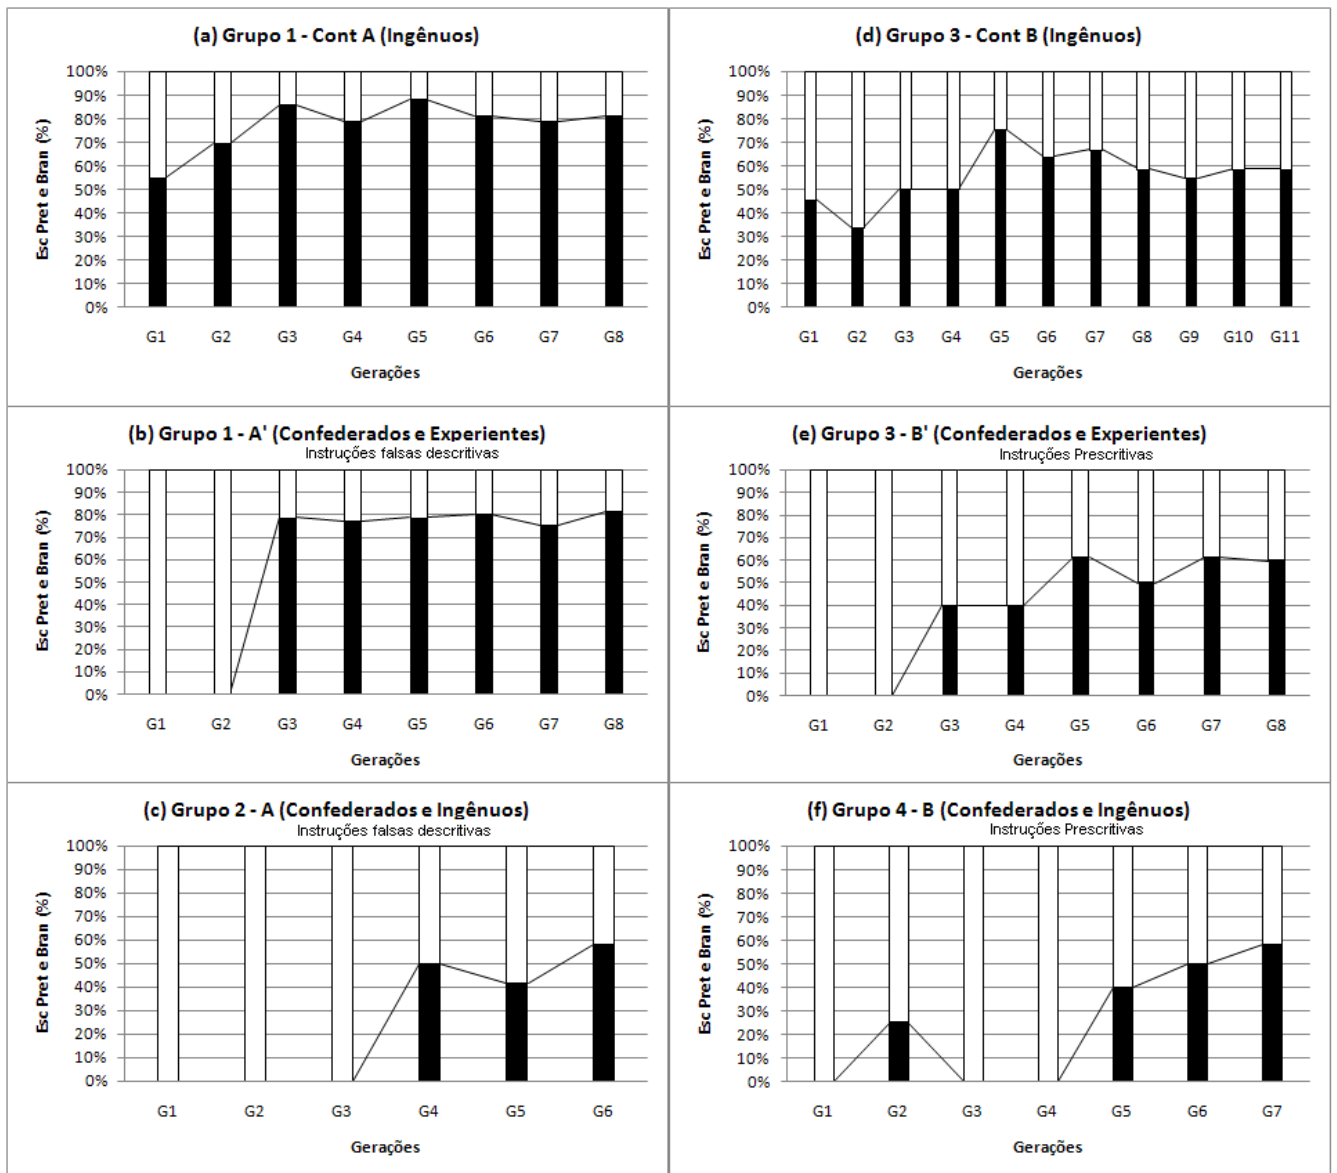 (a) Grupo 1 - Cont A (Ingênuos)
Esc Pret e Bran (%)
100%
90%
80%
70%
60%
50%
40%
30%
20%
10%
0%
G1 G2 G3 G4 G5 G6 G7 G8
Gerações
(d) Grupo 3 - Cont B (Ingênuos)
Esc Pret e Bran (%)
100%
90%
80%
70%
60%
50%
40%
30%
20%
10%
0%
G1 G2 G3 G4 G5 G6 G7 G8 G9 G10 G11
Gerações
(b) Grupo 1 - A' (Confederados e Experientes)
Instruções falsas descritivas
Esc Pret e Bran (%)
100%
90%
80%
70%
60%
50%
40%
30%
20%
10%
0%
G1 G2 G3 G4 G5 G6 G7 G8
Gerações
(e) Grupo 3 - B' (Confederados e Experientes)
Instruções Prescritivas
Esc Pret e Bran (%)
100%
90%
80%
70%
60%
50%
40%
30%
20%
10%
0%
G1 G2 G3 G4 G5 G6 G7 G8
Gerações
(c) Grupo 2 - A (Confederados e Ingênuos)
Instruções falsas descritivas
Esc Pret e Bran (%)
100%
90%
80%
70%
60%
50%
40%
30%
20%
10%
0%
G1 G2 G3 G4 G5 G6
Gerações
(f) Grupo 4 - B (Confederados e Ingênuos)
Instruções Prescritivas
Esc Pret e Bran (%)
100%
90%
80%
70%
60%
50%
40%
30%
20%
10%
0%
G1 G2 G3 G4 G5 G6 G7
Gerações